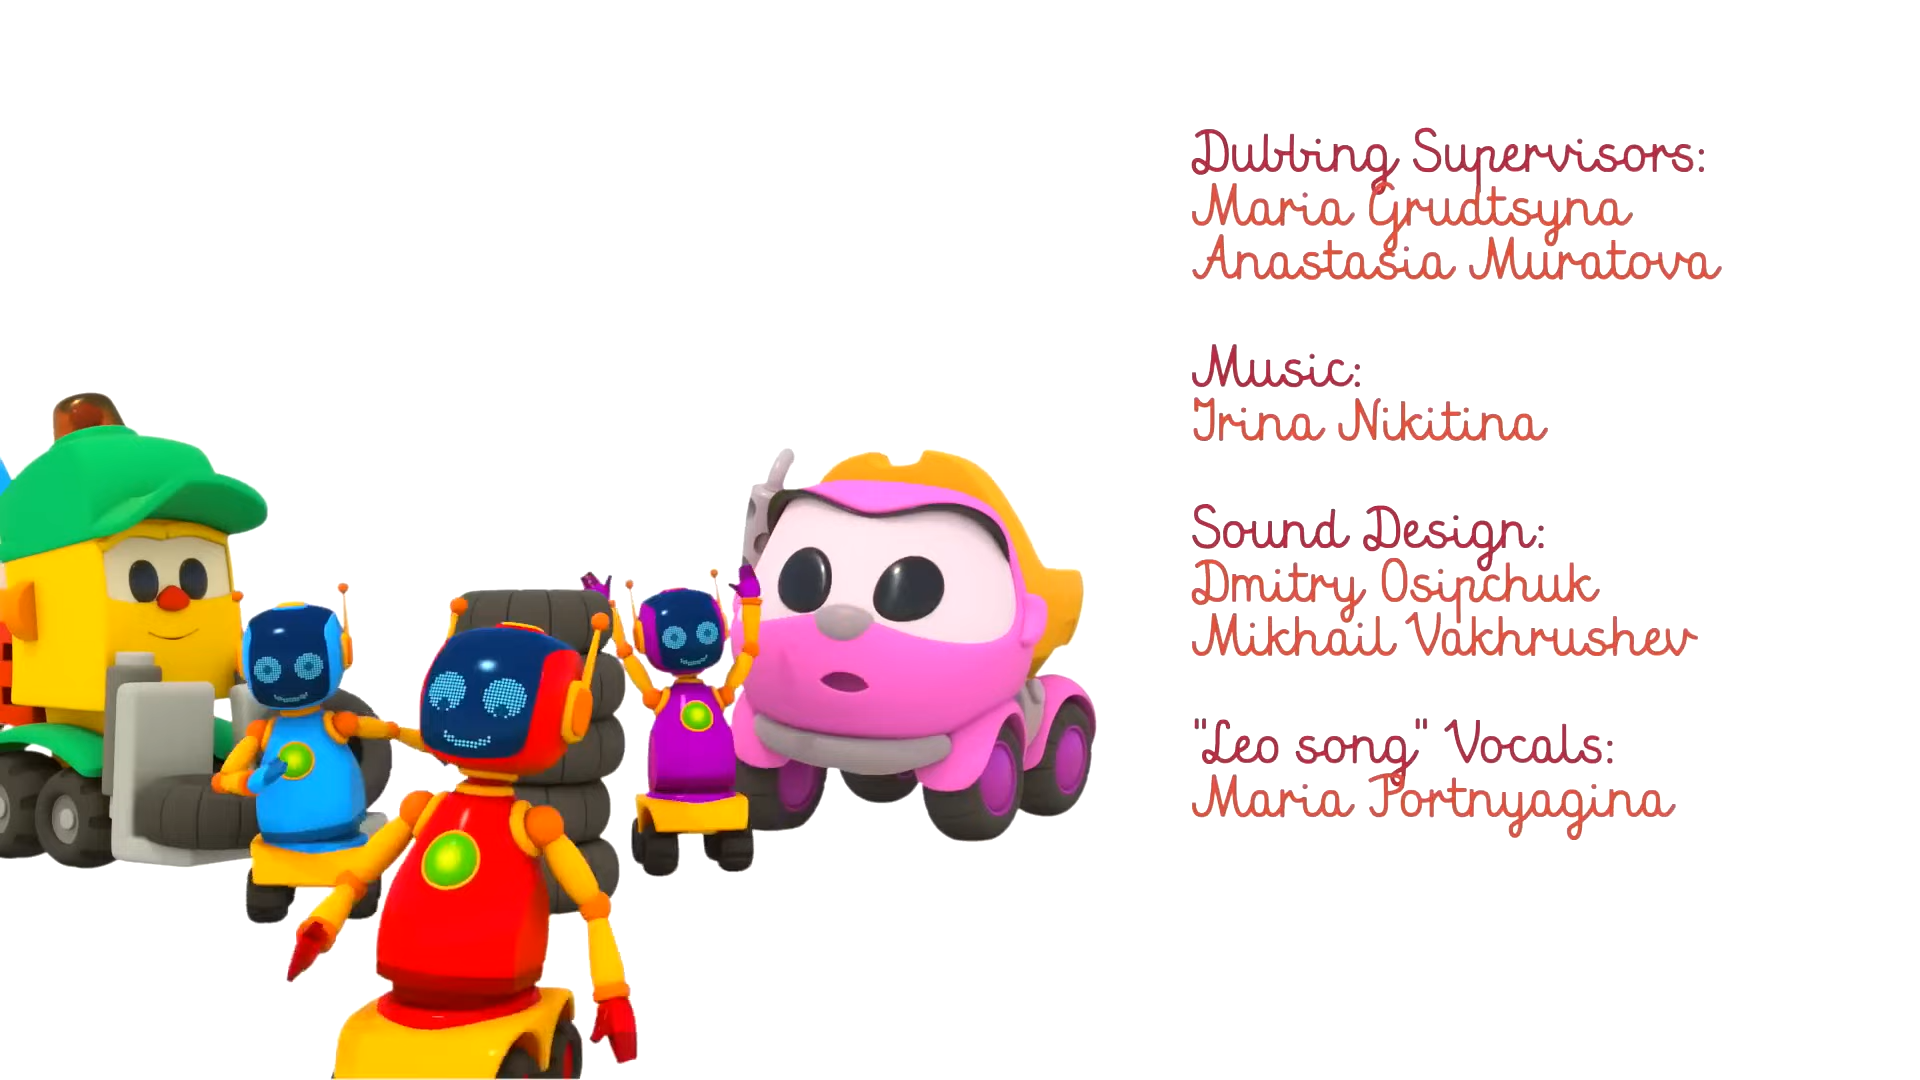 Dubbing Supervisors:
Maria Grudtsyna
Anastasia Muratova
Music:
Irina Nikitina
Sound Design:
Dmitry Osipchuk
Mikhail Vakhrushev
"Leo song" Vocals:
Maria Portnyagina